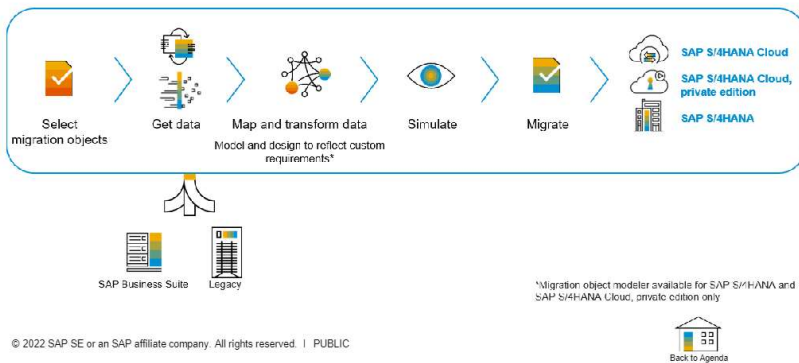 Select
migration objects
Get data
Map and transform data
Model and design to reflect custom
requirements*
Simulate
Migrate
SAP S/4HANA Cloud
SAP S/4HANA Cloud,
private edition
SAP S/4HANA
SAP Business Suite
Legacy
*Migration object modeler available for SAP S/4HANA and
SAP S/4HANA Cloud, private edition only
© 2022 SAP SE or an SAP affiliate company. All rights reserved. I PUBLIC
Back to Agenda